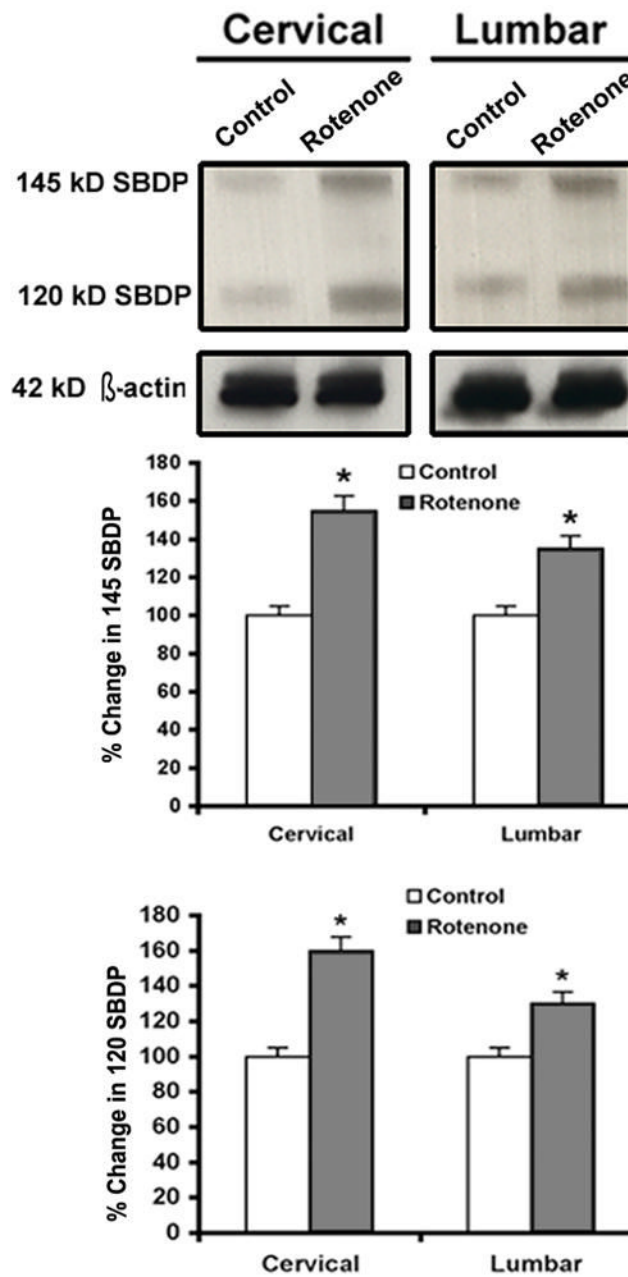 Cervical Lumbar
Control Rotenone Control Rotenone
145 kD SBDP
120 kD SBDP
42 kD ß-actin
% Change in 145 SBDP
180
160
140
120
100
80
60
40
20
0
* *
Control
Rotenone
Cervical Lumbar
% Change in 120 SBDP
180
160
140
120
100
80
60
40
20
0
* *
Control
Rotenone
Cervical Lumbar